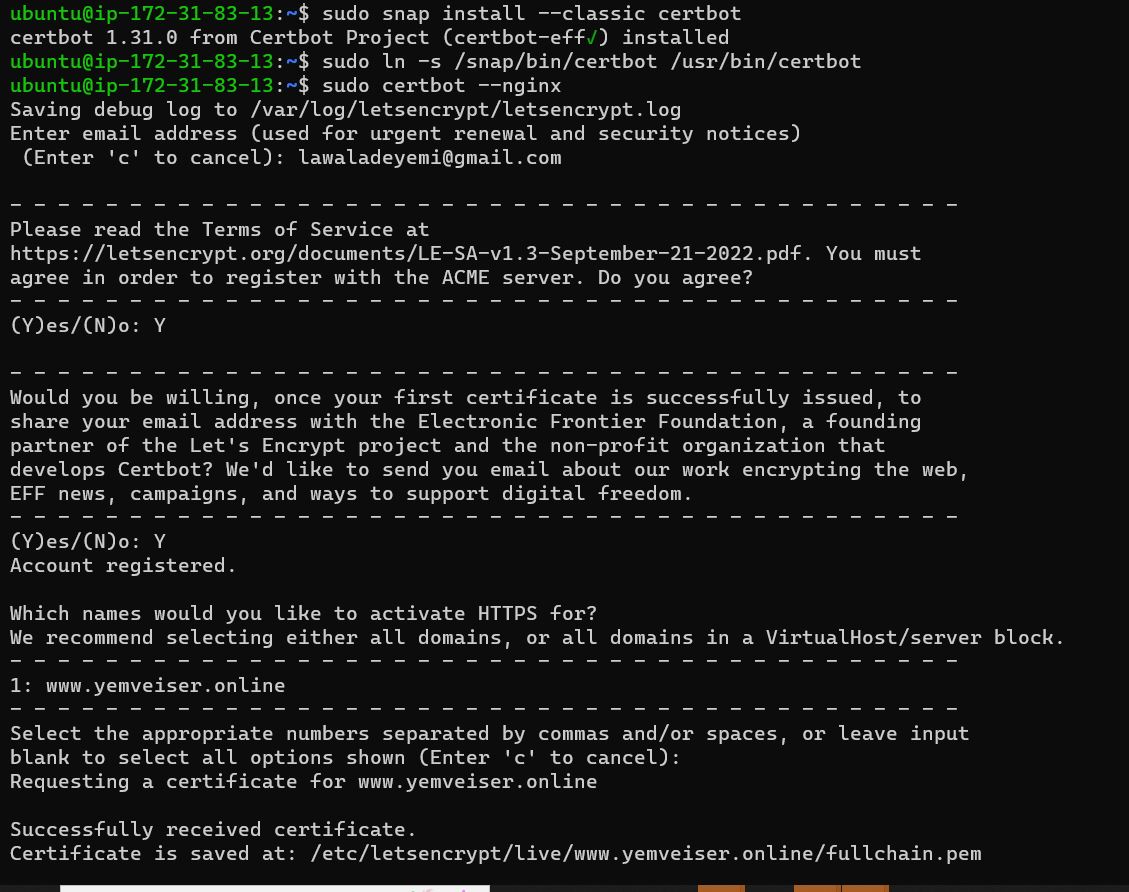 ubuntu@ip-172-31-83-13:~$ sudo snap install --classic certbot
certbot 1.31.0 from Certbot Project (certbot-eff✓) installed
ubuntu@ip-172-31-83-13:~$ sudo ln -s /snap/bin/certbot /usr/bin/certbot
ubuntu@ip-172-31-83-13:~$ sudo certbot --nginx
Saving debug log to /var/log/letsencrypt/letsencrypt.log
Enter email address (used for urgent renewal and security notices)
 (Enter 'c' to cancel): lawaladeyemi@gmail.com

- - - - - - - - - - - - - - - - - - - - - - - - - - - - - - - - - - - - - - - -
Please read the Terms of Service at
https://letsencrypt.org/documents/LE-SA-v1.3-September-21-2022.pdf. You must
agree in order to register with the ACME server. Do you agree?
- - - - - - - - - - - - - - - - - - - - - - - - - - - - - - - - - - - - - - - -
(Y)es/(N)o: Y

- - - - - - - - - - - - - - - - - - - - - - - - - - - - - - - - - - - - - - - -
Would you be willing, once your first certificate is successfully issued, to
share your email address with the Electronic Frontier Foundation, a founding
partner of the Let's Encrypt project and the non-profit organization that
develops Certbot? We'd like to send you email about our work encrypting the web,
EFF news, campaigns, and ways to support digital freedom.
- - - - - - - - - - - - - - - - - - - - - - - - - - - - - - - - - - - - - - - -
(Y)es/(N)o: Y
Account registered.

Which names would you like to activate HTTPS for?
We recommend selecting either all domains, or all domains in a VirtualHost/server block.
- - - - - - - - - - - - - - - - - - - - - - - - - - - - - - - - - - - - - - - -
1: www.yemveiser.online
- - - - - - - - - - - - - - - - - - - - - - - - - - - - - - - - - - - - - - - -
Select the appropriate numbers separated by commas and/or spaces, or leave input
blank to select all options shown (Enter 'c' to cancel):
Requesting a certificate for www.yemveiser.online

Successfully received certificate.
Certificate is saved at: /etc/letsencrypt/live/www.yemveiser.online/fullchain.pem